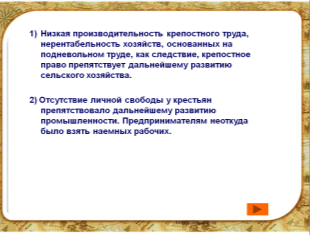 1) Низкая производительность крепостного труда,
нерентабельность хозяйств, основанных на
подневольном труде, как следствие, крепостное
право препятствует дальнейшему развитию
сельского хозяйства.
2) Отсутствие личной свободы у крестьян
препятствовало дальнейшему развитию
промышленности. Предпринимателям неоткуда
было взять наемных рабочих.